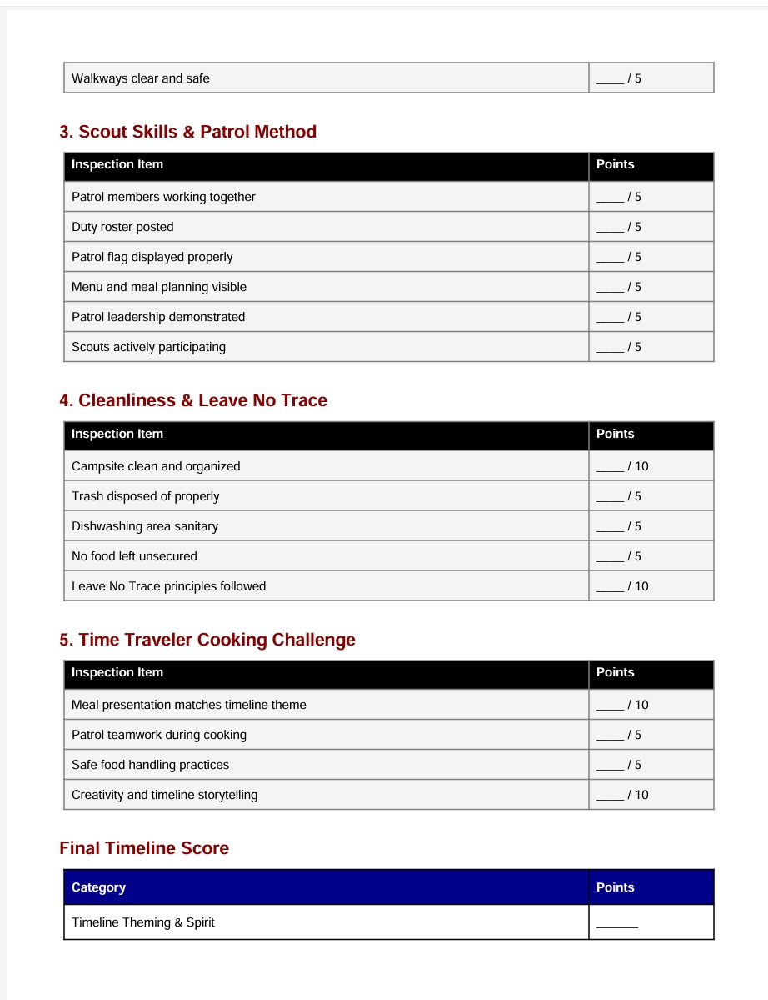 Walkways clear and safe ____ / 5
3. Scout Skills & Patrol Method
Inspection Item Points
Patrol members working together ____ / 5
Duty roster posted ____ / 5
Patrol flag displayed properly ____ / 5
Menu and meal planning visible ____ / 5
Patrol leadership demonstrated ____ / 5
Scouts actively participating ____ / 5
4. Cleanliness & Leave No Trace
Inspection Item Points
Campsite clean and organized ____ / 10
Trash disposed of properly ____ / 5
Dishwashing area sanitary ____ / 5
No food left unsecured ____ / 5
Leave No Trace principles followed ____ / 10
5. Time Traveler Cooking Challenge
Inspection Item Points
Meal presentation matches timeline theme ____ / 10
Patrol teamwork during cooking ____ / 5
Safe food handling practices ____ / 5
Creativity and timeline storytelling ____ / 10
Final Timeline Score
Category Points
Timeline Theming & Spirit ______